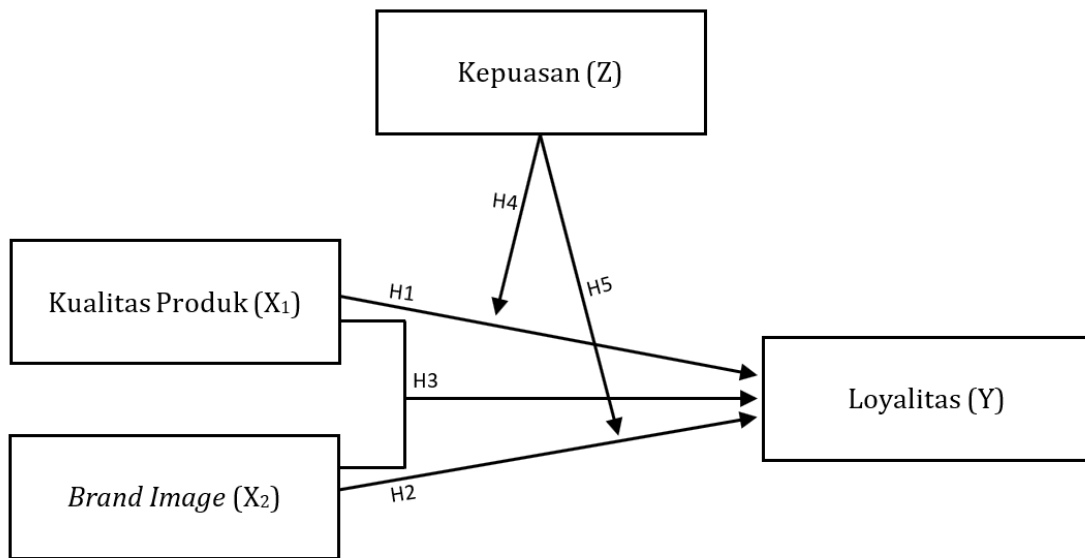 Kepuasan (Z)
H4
H5
Kualitas Produk (X₁)
H1
H3
Loyalitas (Y)
Brand Image (X₂)
H2